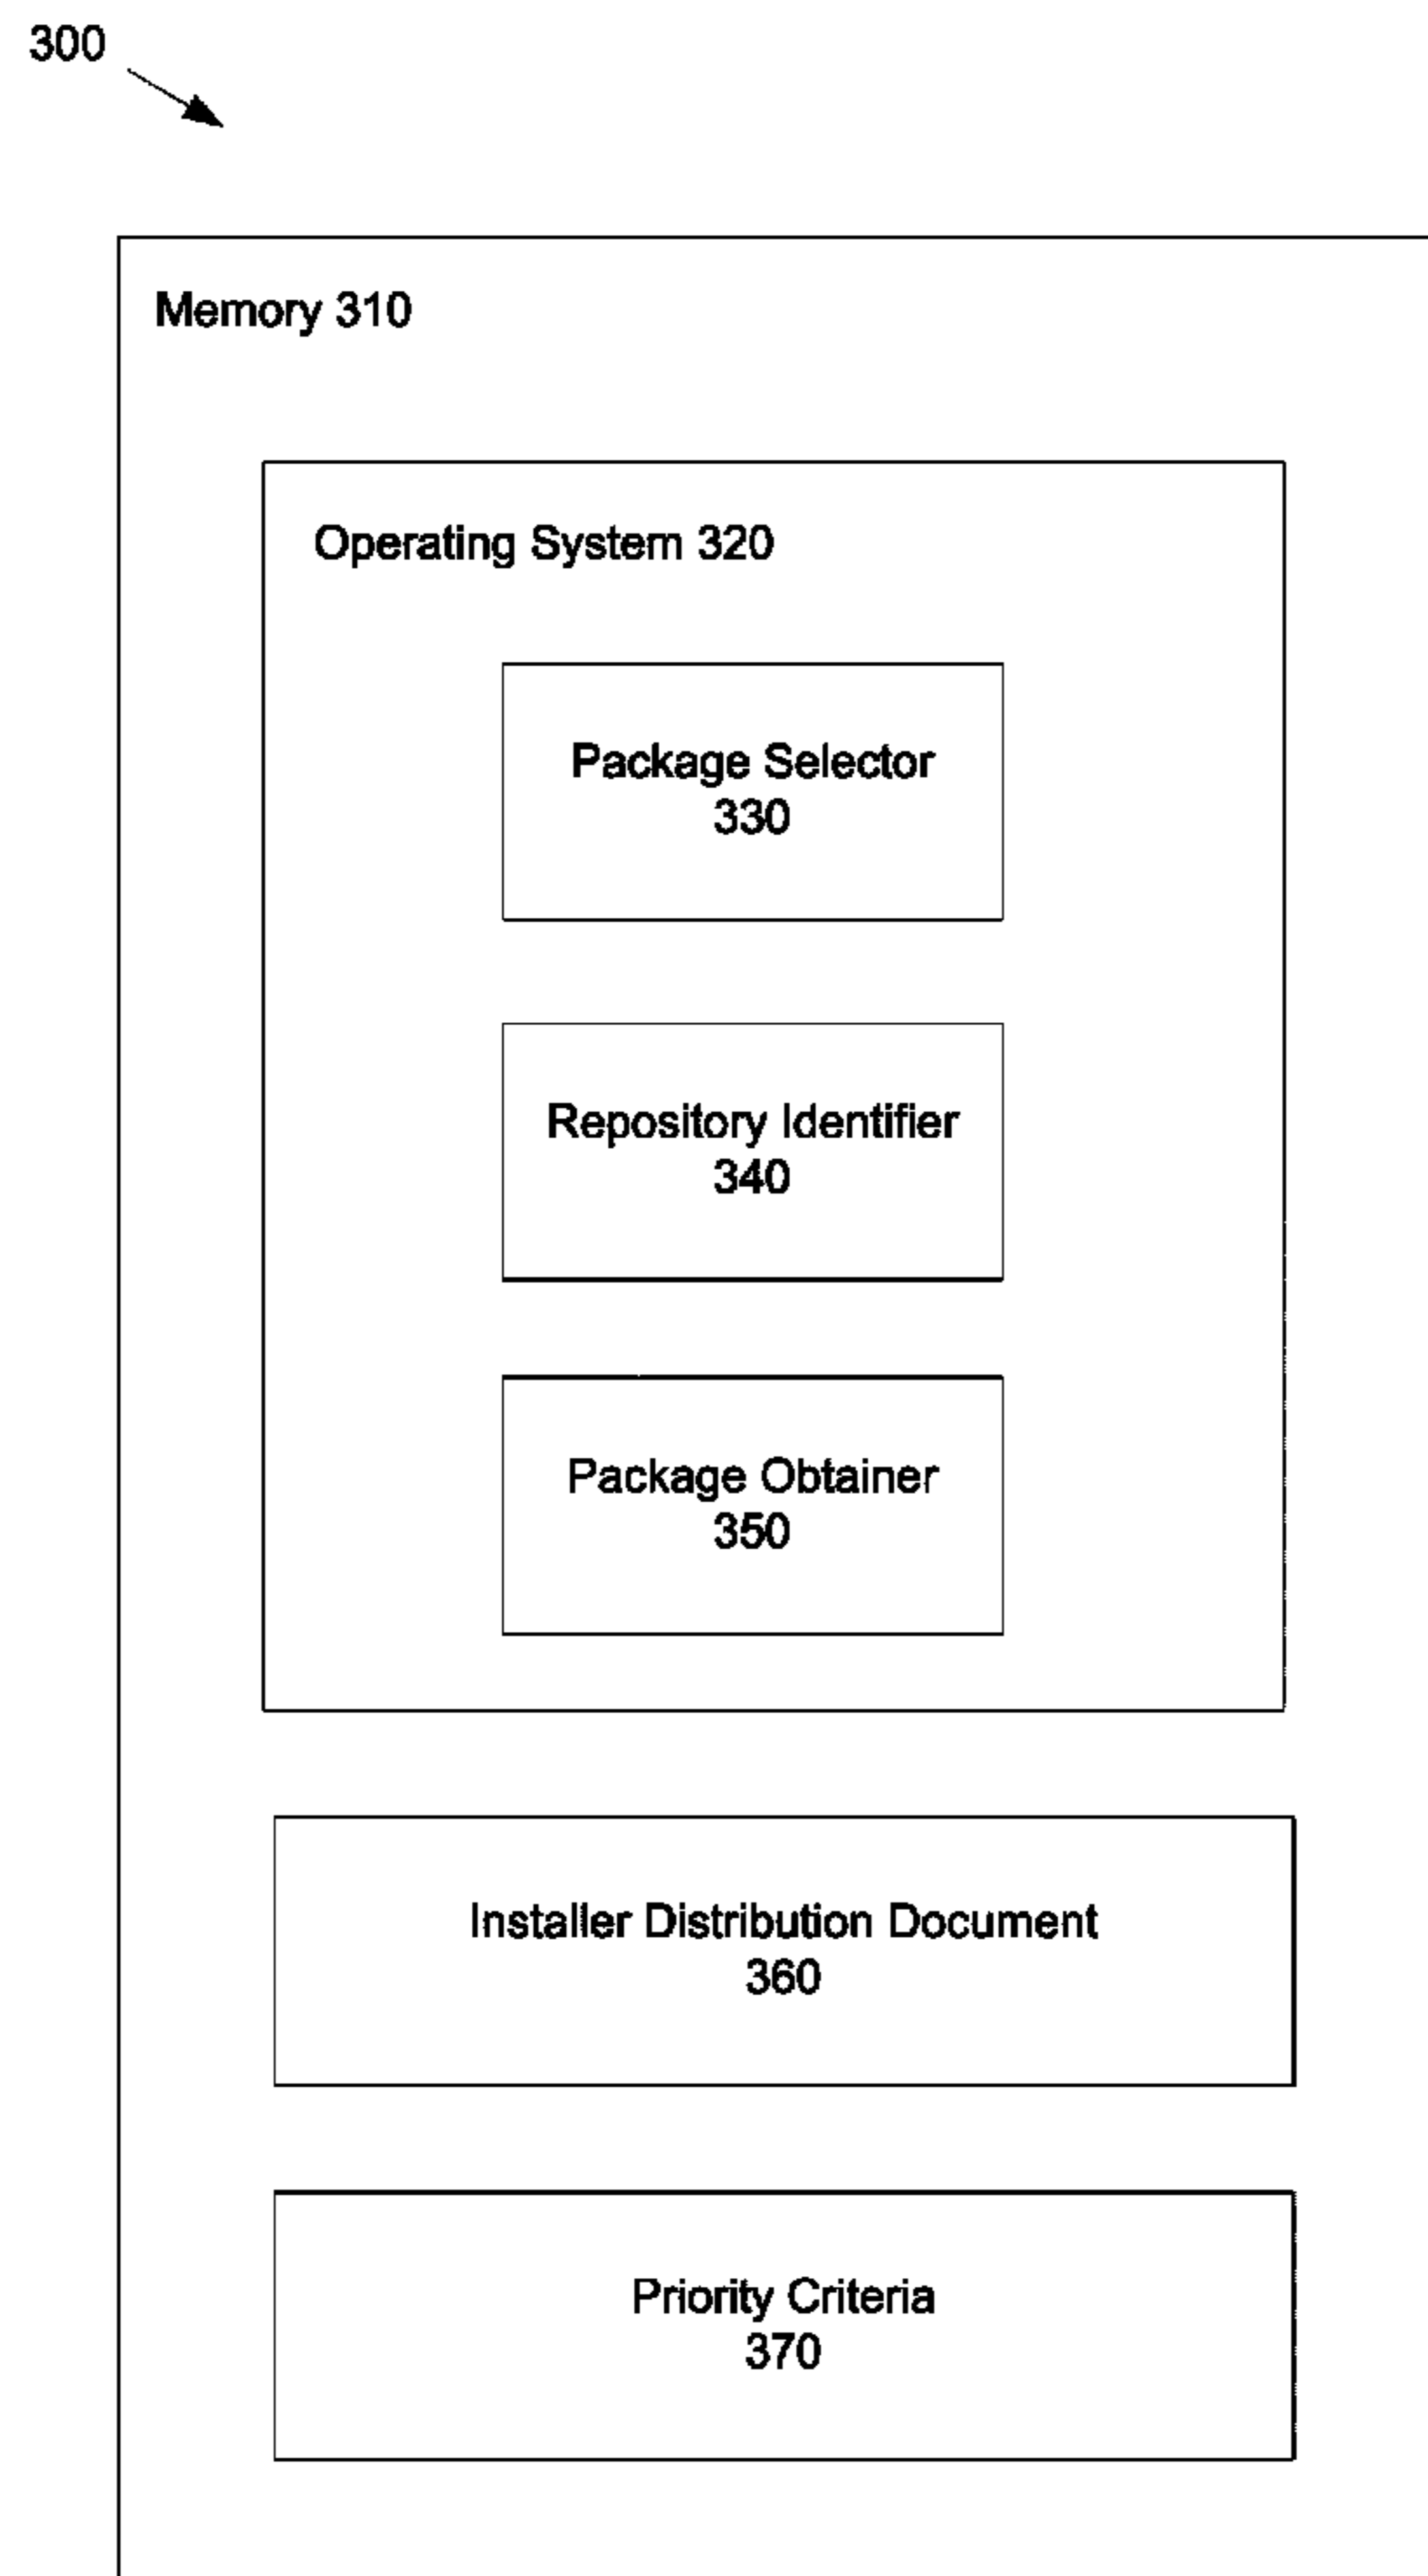 300
Memory 310
Operating System 320
Package Selector
330
Repository Identifier
340
Package Obtainer
350
Installer Distribution Document
360
Priority Criteria
370